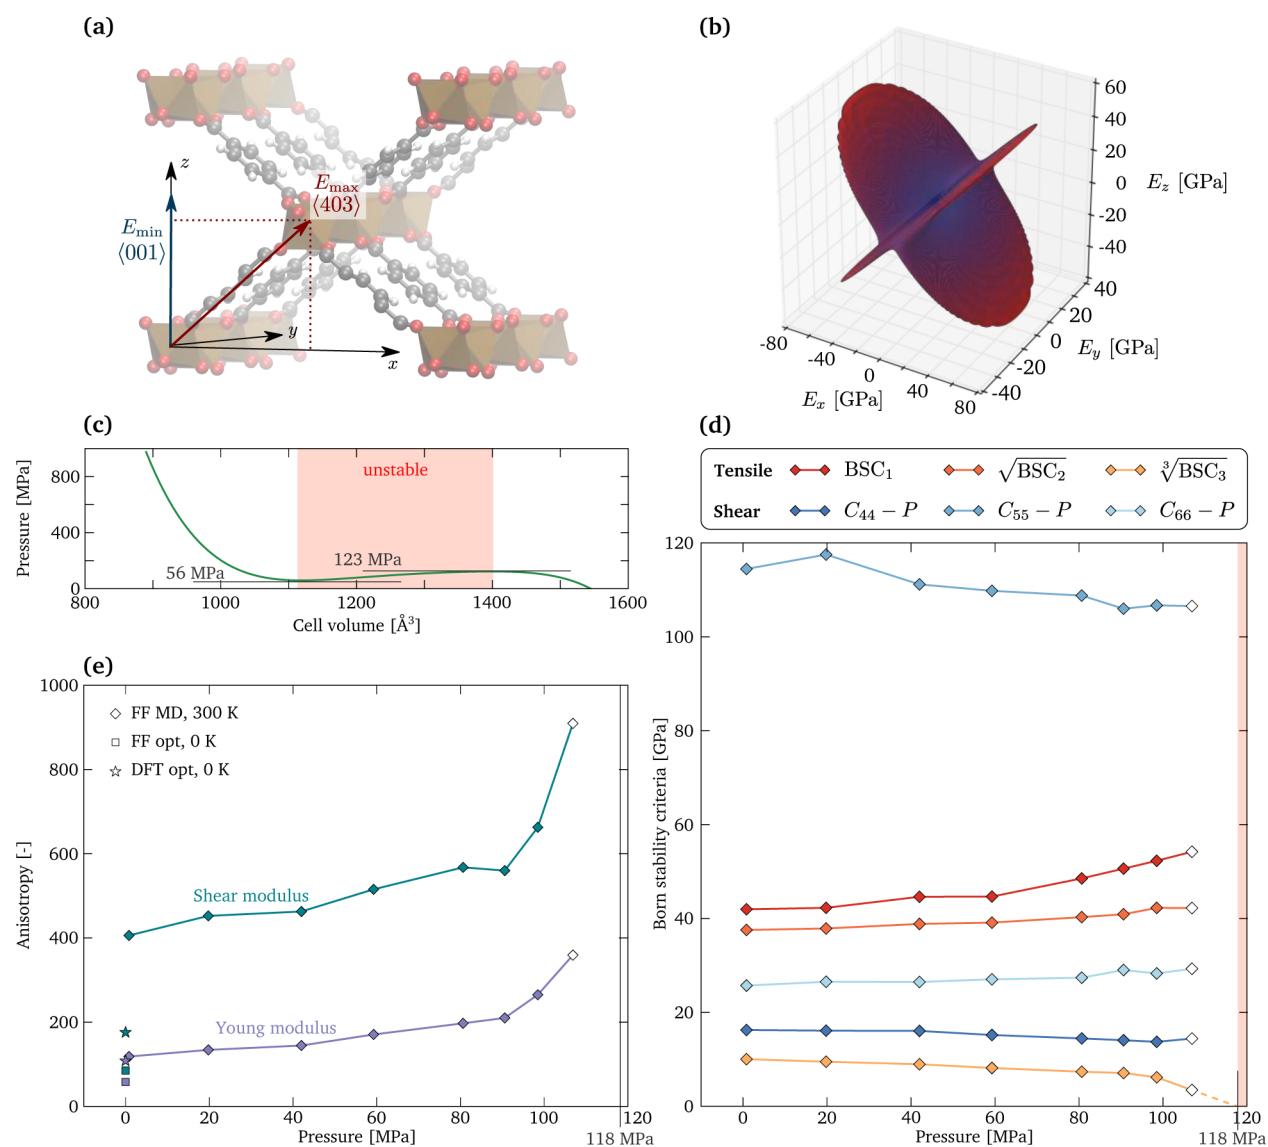 (a)
z
E_max
⟨403⟩
E_min
⟨001⟩
y
x
(b)
60
40
20
0
-20
-40
E_z [GPa]
40
20
0
-20
-40
E_y [GPa]
-80
-40
0
40
80
E_x [GPa]
(c)
Pressure [MPa]
800
400
0
unstable
123 MPa
56 MPa
800 1000 1200 1400 1600
Cell volume [Å³]
(d)
Tensile BSC₁ √BSC₂ ∛BSC₃
Shear C₄₄ − P C₅₅ − P C₆₆ − P
Born stability criteria [GPa]
120
100
80
60
40
20
0
0 20 40 60 80 100 120
Pressure [MPa] 118 MPa
(e)
Anisotropy [-]
1000
800
600
400
200
0
FF MD, 300 K
FF opt, 0 K
DFT opt, 0 K
Shear modulus
Young modulus
0 20 40 60 80 100 120
Pressure [MPa] 118 MPa